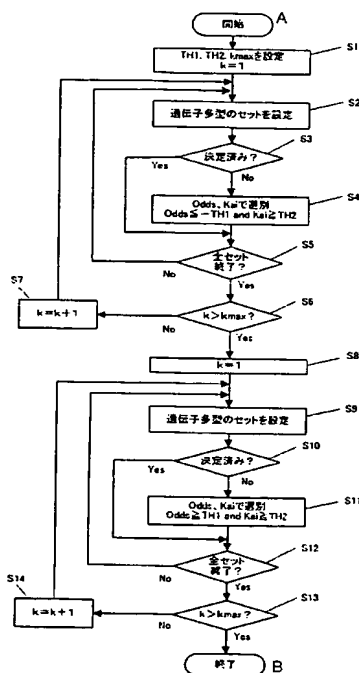 開始
A
TH1、TH2、kmaxを設定
k=1
S1
遺伝子多型のセットを設定
S2
決定済み?
S3
Yes
No
Odds、Kaiで選別
Odds≦-TH1 and Kai≧TH2
S4
全セット
終了?
S5
No
Yes
k>kmax?
S6
No
Yes
k=k+1
S7
k=1
S8
遺伝子多型のセットを設定
S9
決定済み?
S10
Yes
No
Odds、Kaiで選別
Odds≧TH1 and Kai≧TH2
S11
全セット
終了?
S12
No
Yes
k>kmax?
S13
No
Yes
k=k+1
S14
終了
B